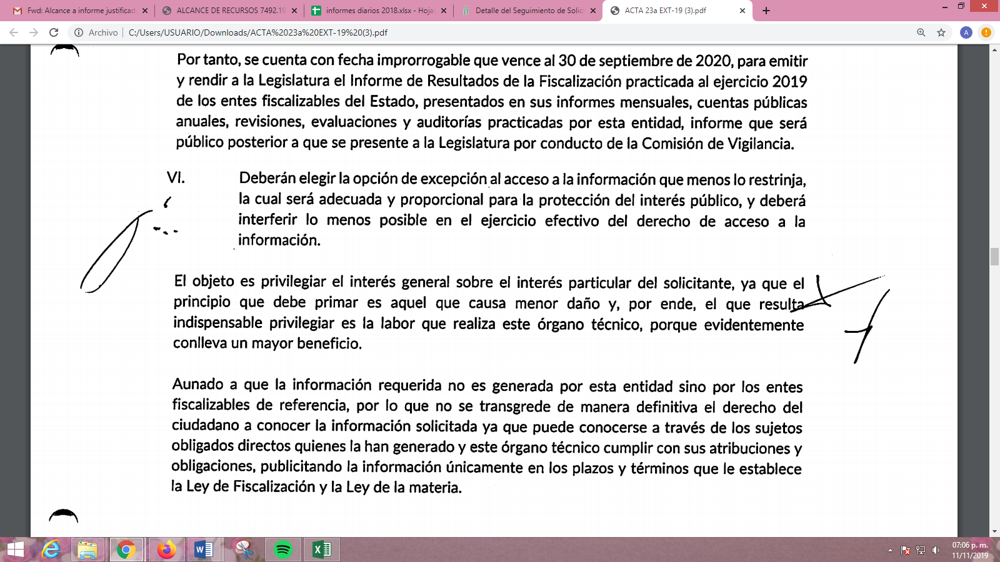 Fwd: Alcance a informe justificad
ALCANCE DE RECURSOS 7492.19
informes diarios 2018.xlsx - Hoja
Detalle del Seguimiento de Solici
ACTA 23a EXT-19 (3).pdf
Archivo | C:/Users/USUARIO/Downloads/ACTA%2023a%20EXT-19%20(3).pdf
A
Por tanto, se cuenta con fecha improrrogable que vence al 30 de septiembre de 2020, para emitir
y rendir a la Legislatura el Informe de Resultados de la Fiscalización practicada al ejercicio 2019
de los entes fiscalizables del Estado, presentados en sus informes mensuales, cuentas públicas
anuales, revisiones, evaluaciones y auditorías practicadas por esta entidad, informe que será
público posterior a que se presente a la Legislatura por conducto de la Comisión de Vigilancia.
VI. Deberán elegir la opción de excepción al acceso a la información que menos lo restrinja,
la cual será adecuada y proporcional para la protección del interés público, y deberá
interferir lo menos posible en el ejercicio efectivo del derecho de acceso a la
información.
El objeto es privilegiar el interés general sobre el interés particular del solicitante, ya que el
principio que debe primar es aquel que causa menor daño y, por ende, el que resulta
indispensable privilegiar es la labor que realiza este órgano técnico, porque evidentemente
conlleva un mayor beneficio.
Aunado a que la información requerida no es generada por esta entidad sino por los entes
fiscalizables de referencia, por lo que no se transgrede de manera definitiva el derecho del
ciudadano a conocer la información solicitada ya que puede conocerse a través de los sujetos
obligados directos quienes la han generado y este órgano técnico cumplir con sus atribuciones y
obligaciones, publicitando la información únicamente en los plazos y términos que le establece
la Ley de Fiscalización y la Ley de la materia.
07:06 p. m.
11/11/2019